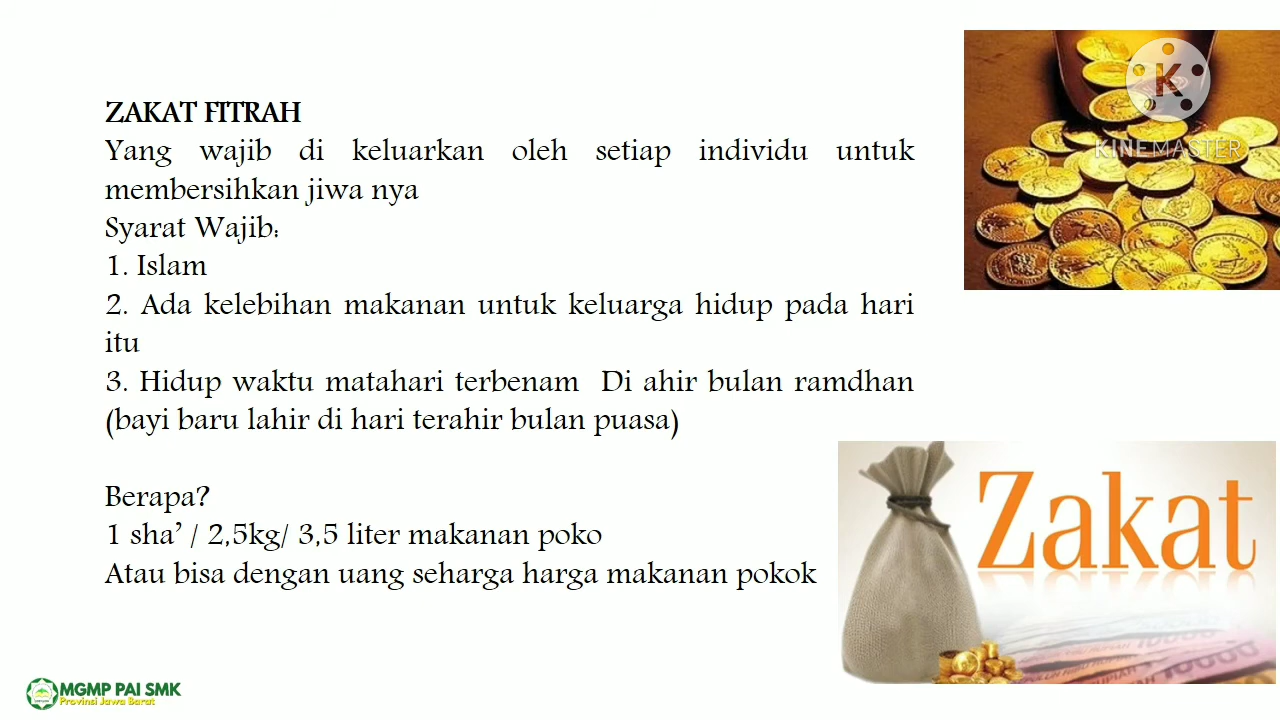 ZAKAT FITRAH
Yang wajib di keluarkan oleh setiap individu untuk
membersihkan jiwa nya
Syarat Wajib:
1. Islam
2. Ada kelebihan makanan untuk keluarga hidup pada hari
itu
3. Hidup waktu matahari terbenam Di ahir bulan ramdhan
(bayi baru lahir di hari terahir bulan puasa)
Berapa?
1 sha' / 2,5kg/ 3,5 liter makanan poko
Atau bisa dengan uang seharga harga makanan pokok
K
KINEMASTER
Zakat
MGMP PAI SMK
Provinsi Jawa Barat